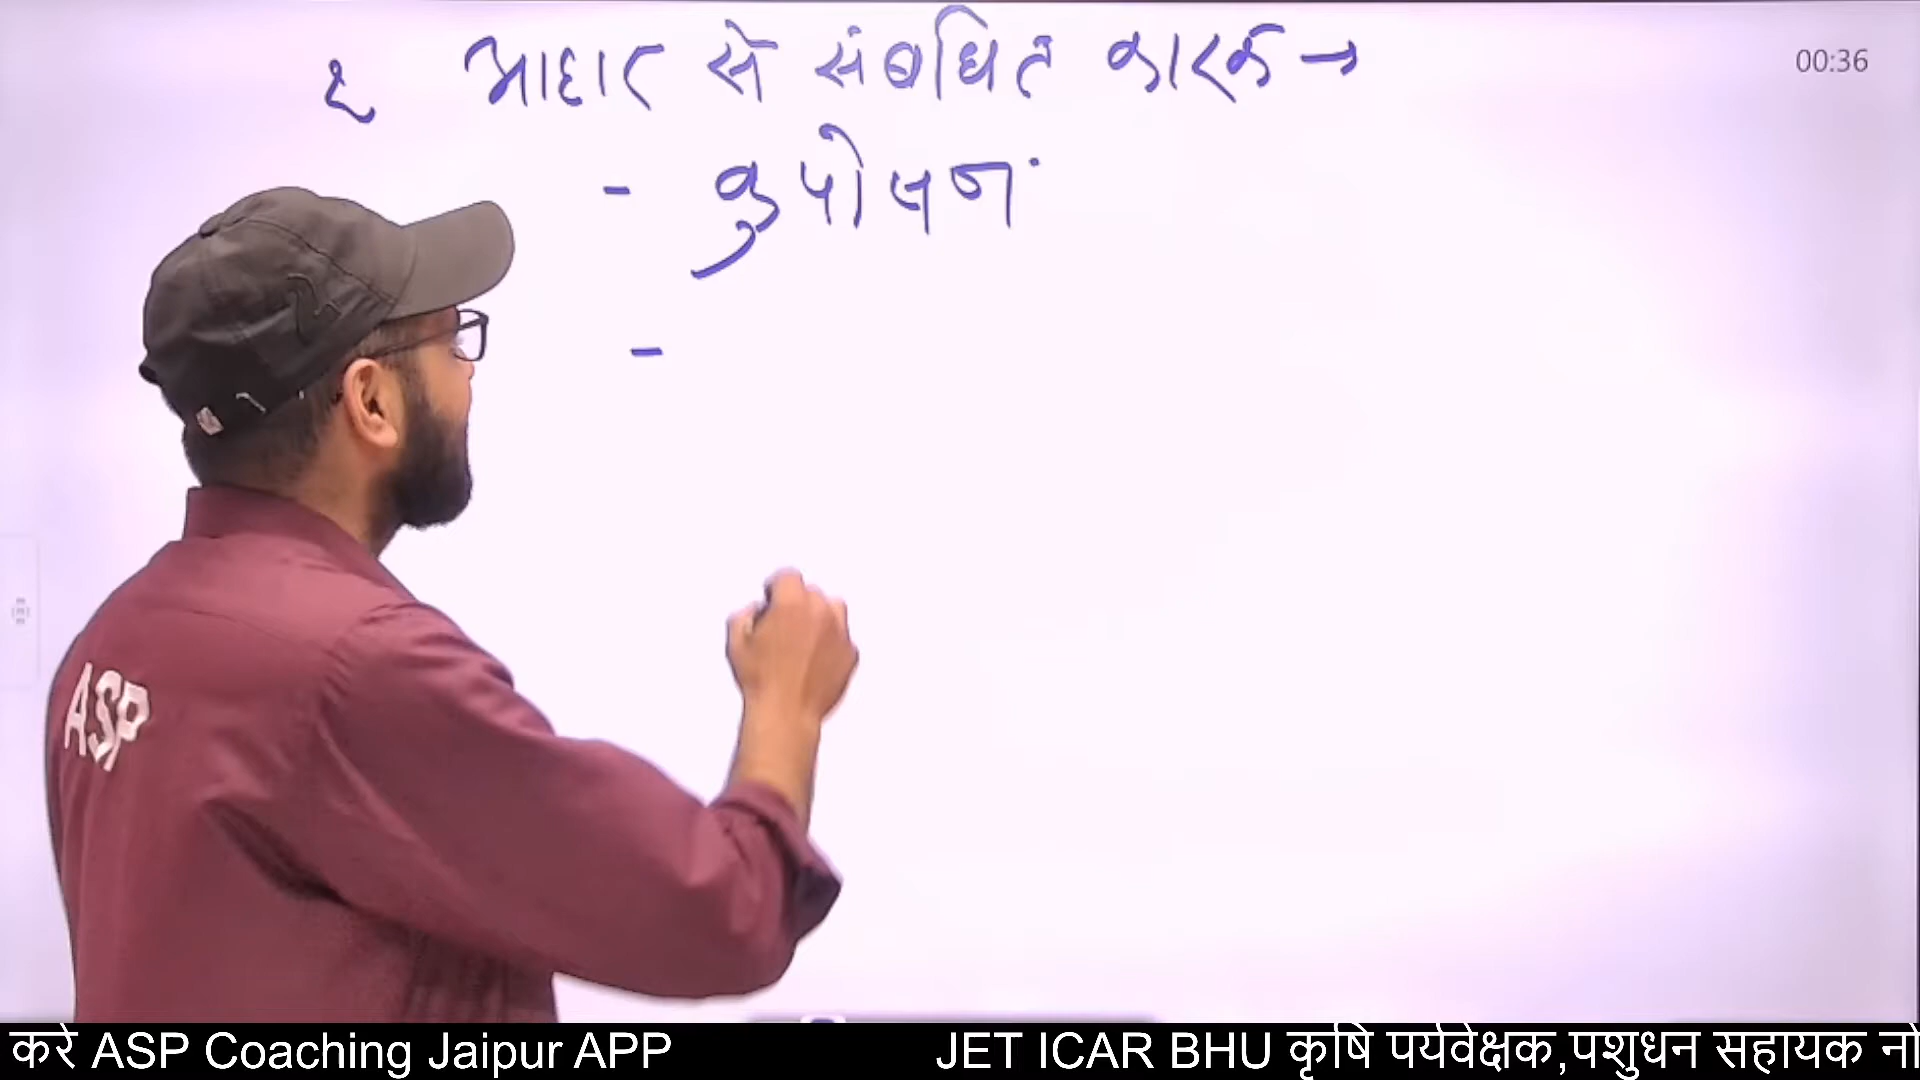 २ आहार से संबधित कारक →
00:36
- कुपोषण
-
ASP
करे ASP Coaching Jaipur APP JET ICAR BHU कृषि पर्यवेक्षक,पशुधन सहायक नो